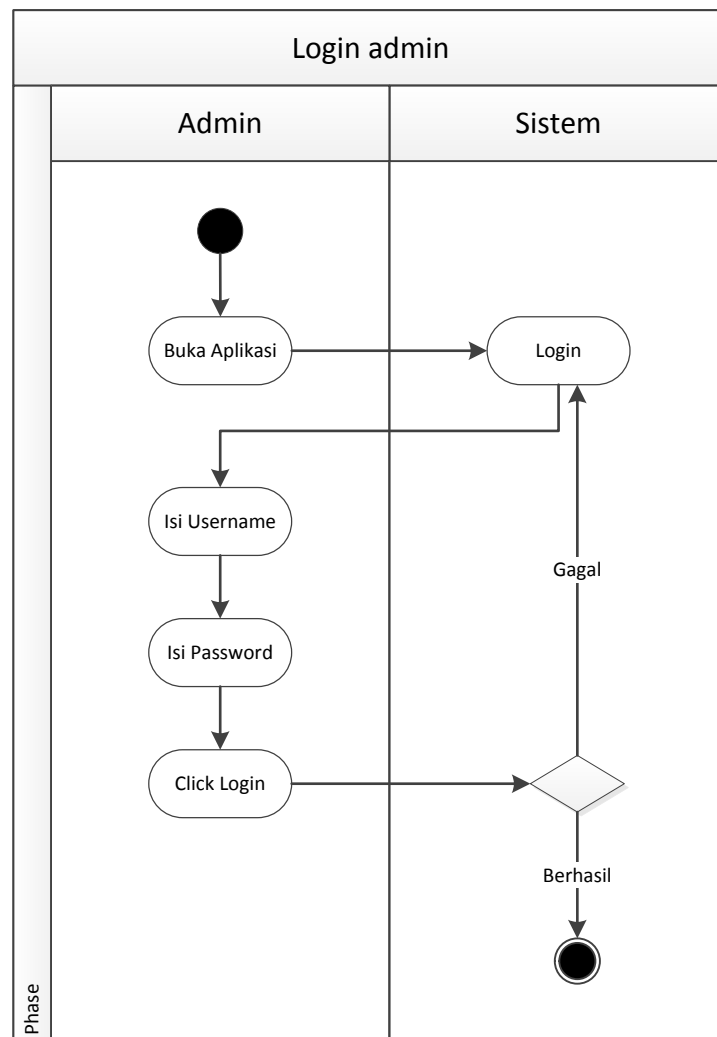 Login admin
Admin
Sistem
Buka Aplikasi
Login
Isi Username
Gagal
Isi Password
Click Login
Berhasil
Phase